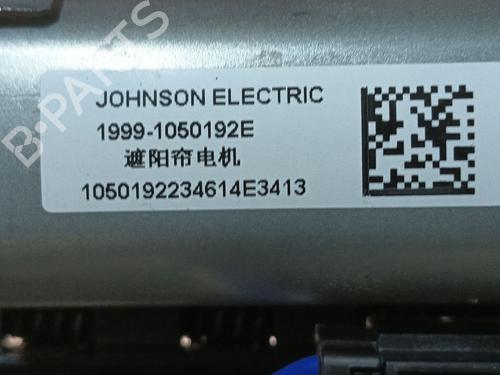 B-PARTS
JOHNSON ELECTRIC
1999-1050192E
遮阳帘电机
1050192234614E3413